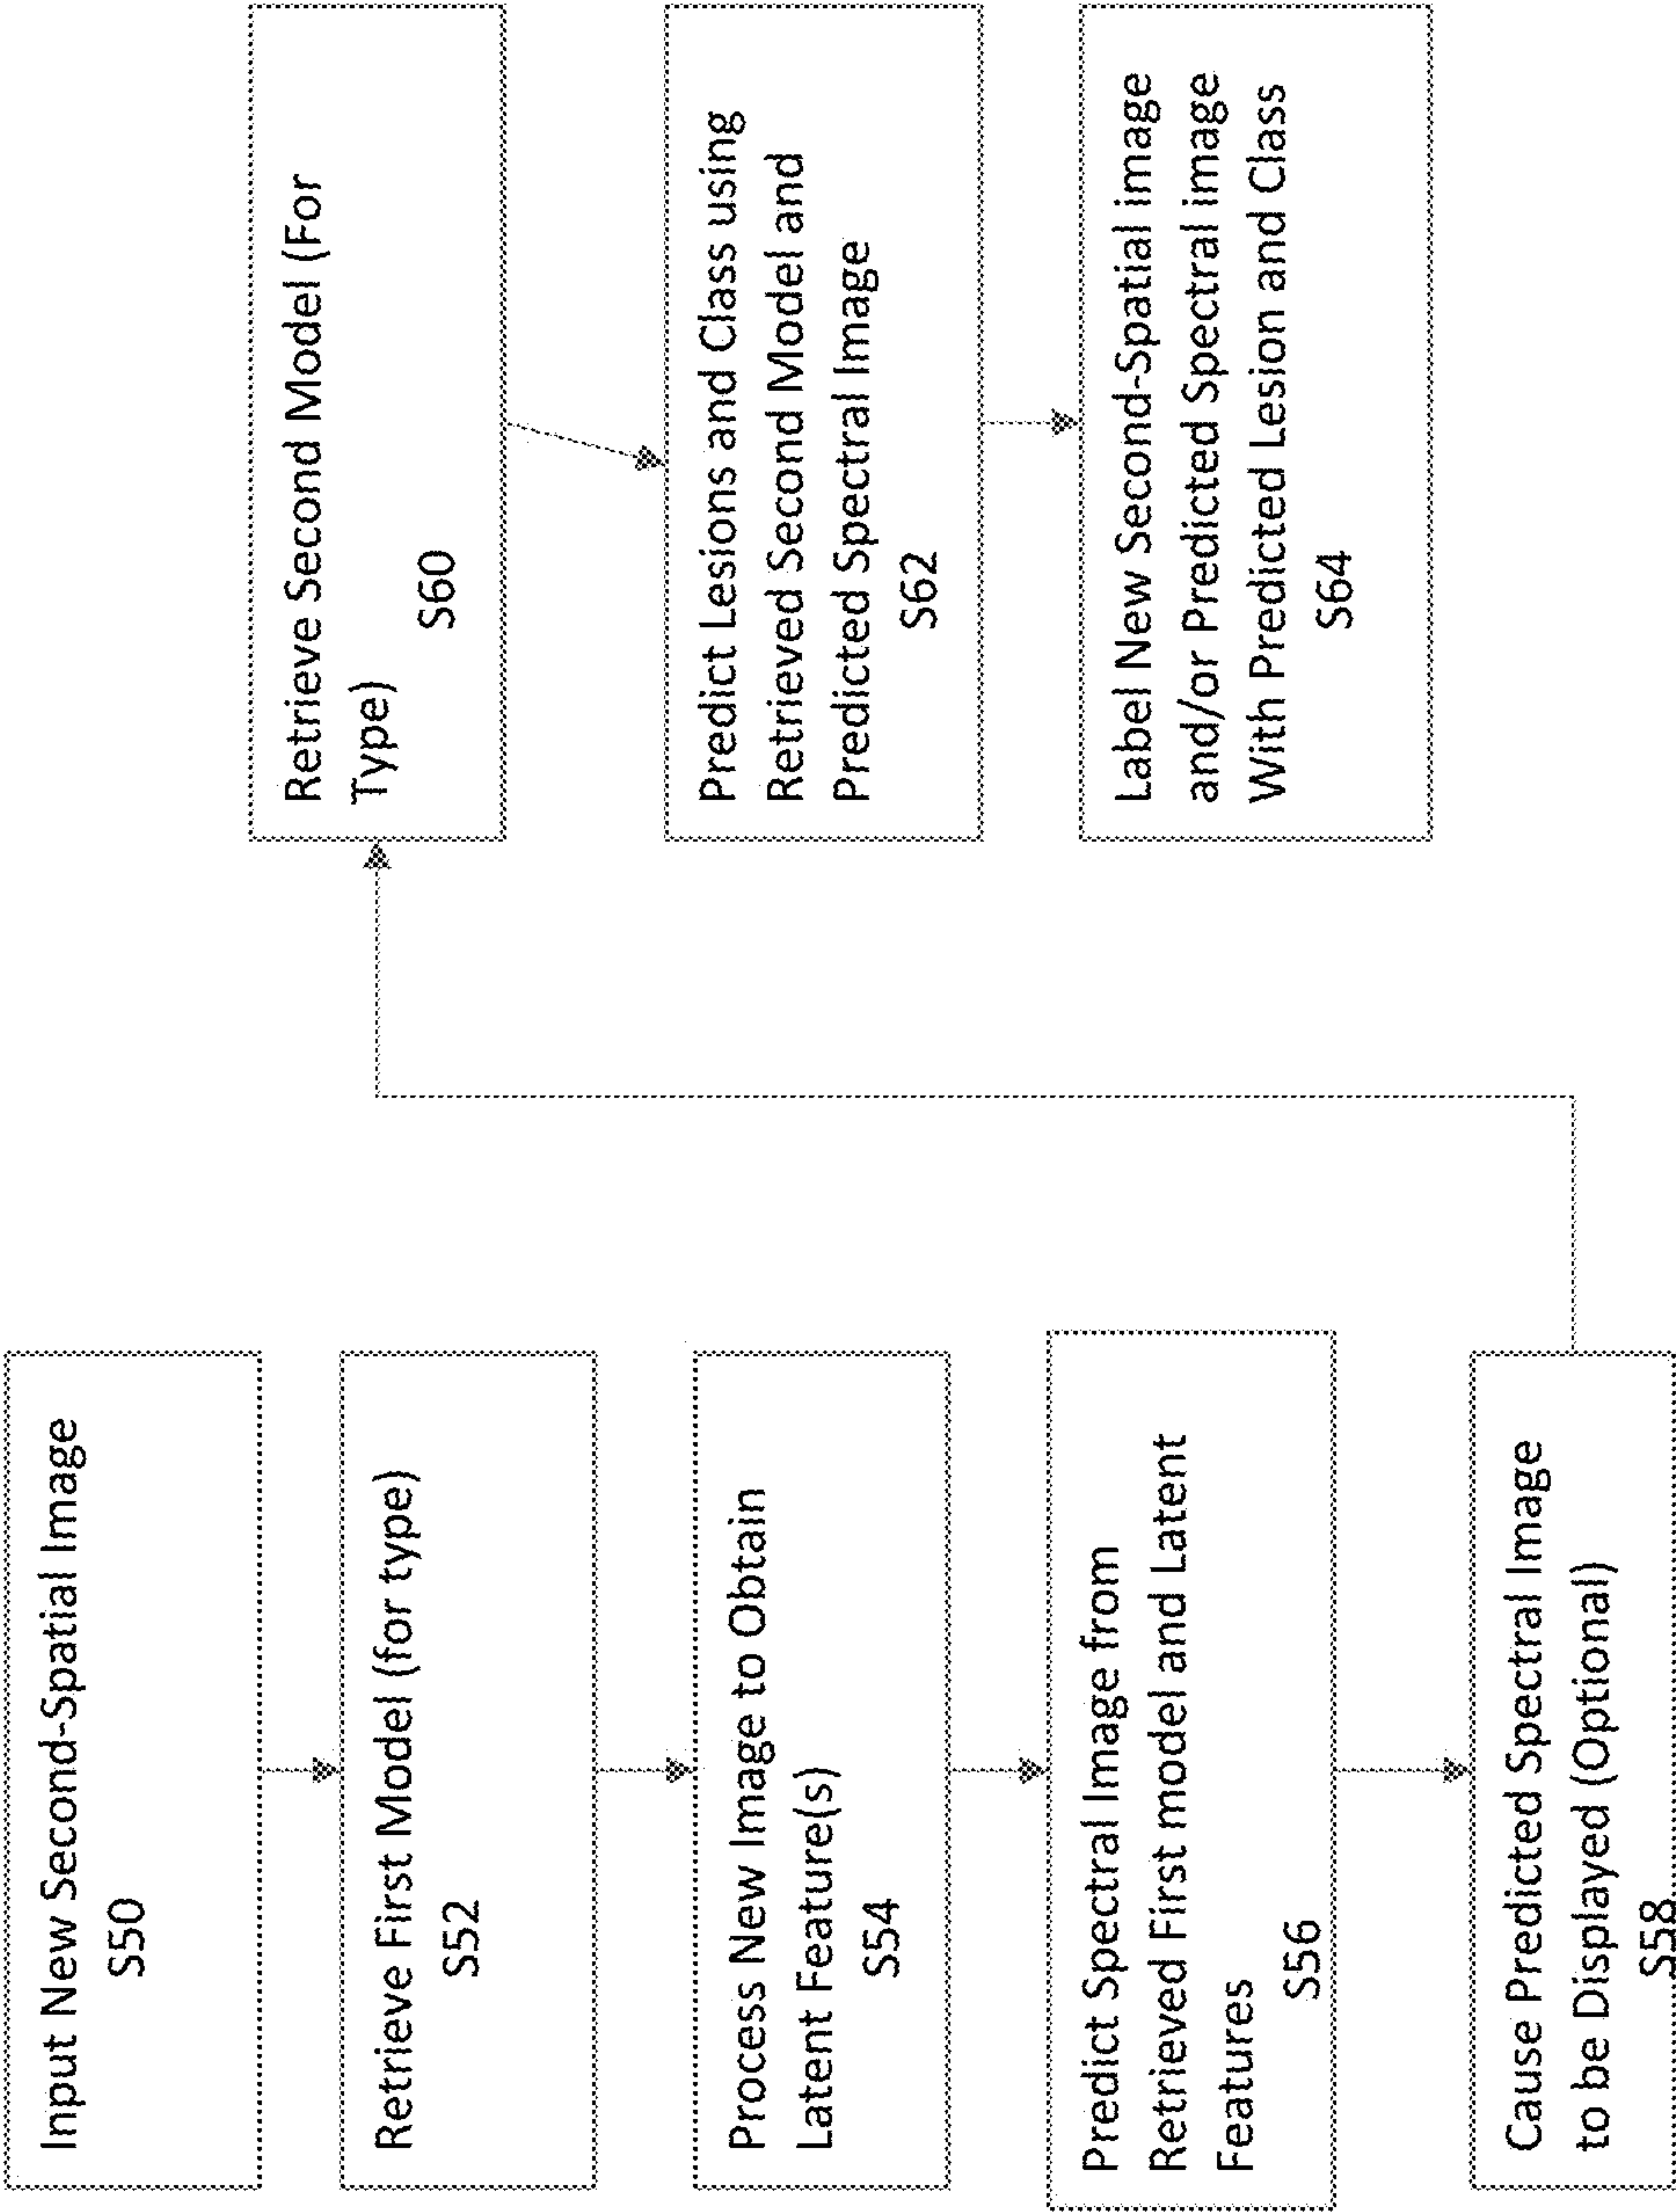 Input New Second-Spatial Image
S50
Retrieve First Model (for type)
S52
Process New Image to Obtain
Latent Feature(s)
S54
Predict Spectral Image from
Retrieved First model and Latent
Features
S56
Cause Predicted Spectral Image
to be Displayed (Optional)
S58
Retrieve Second Model (For
Type)
S60
Predict Lesions and Class using
Retrieved Second Model and
Predicted Spectral Image
S62
Label New Second-Spatial image
and/or Predicted Spectral image
With Predicted Lesion and Class
S64